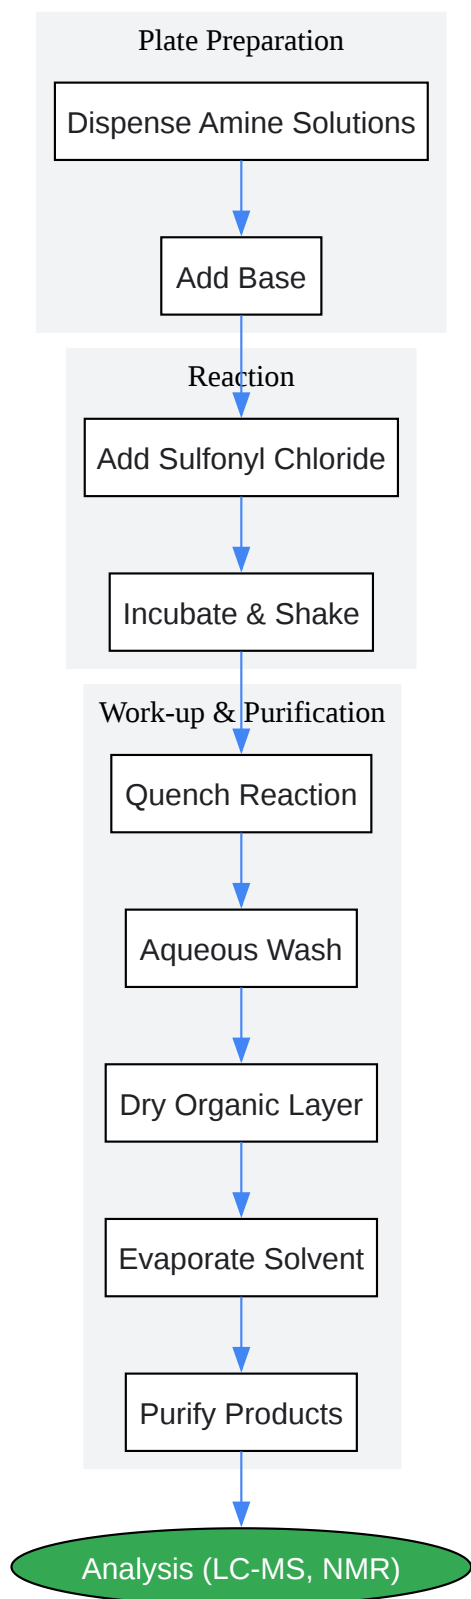 Plate Preparation
Dispense Amine Solutions
Add Base
Reaction
Add Sulfonyl Chloride
Incubate & Shake
Work-up & Purification
Quench Reaction
Aqueous Wash
Dry Organic Layer
Evaporate Solvent
Purify Products
Analysis (LC-MS, NMR)